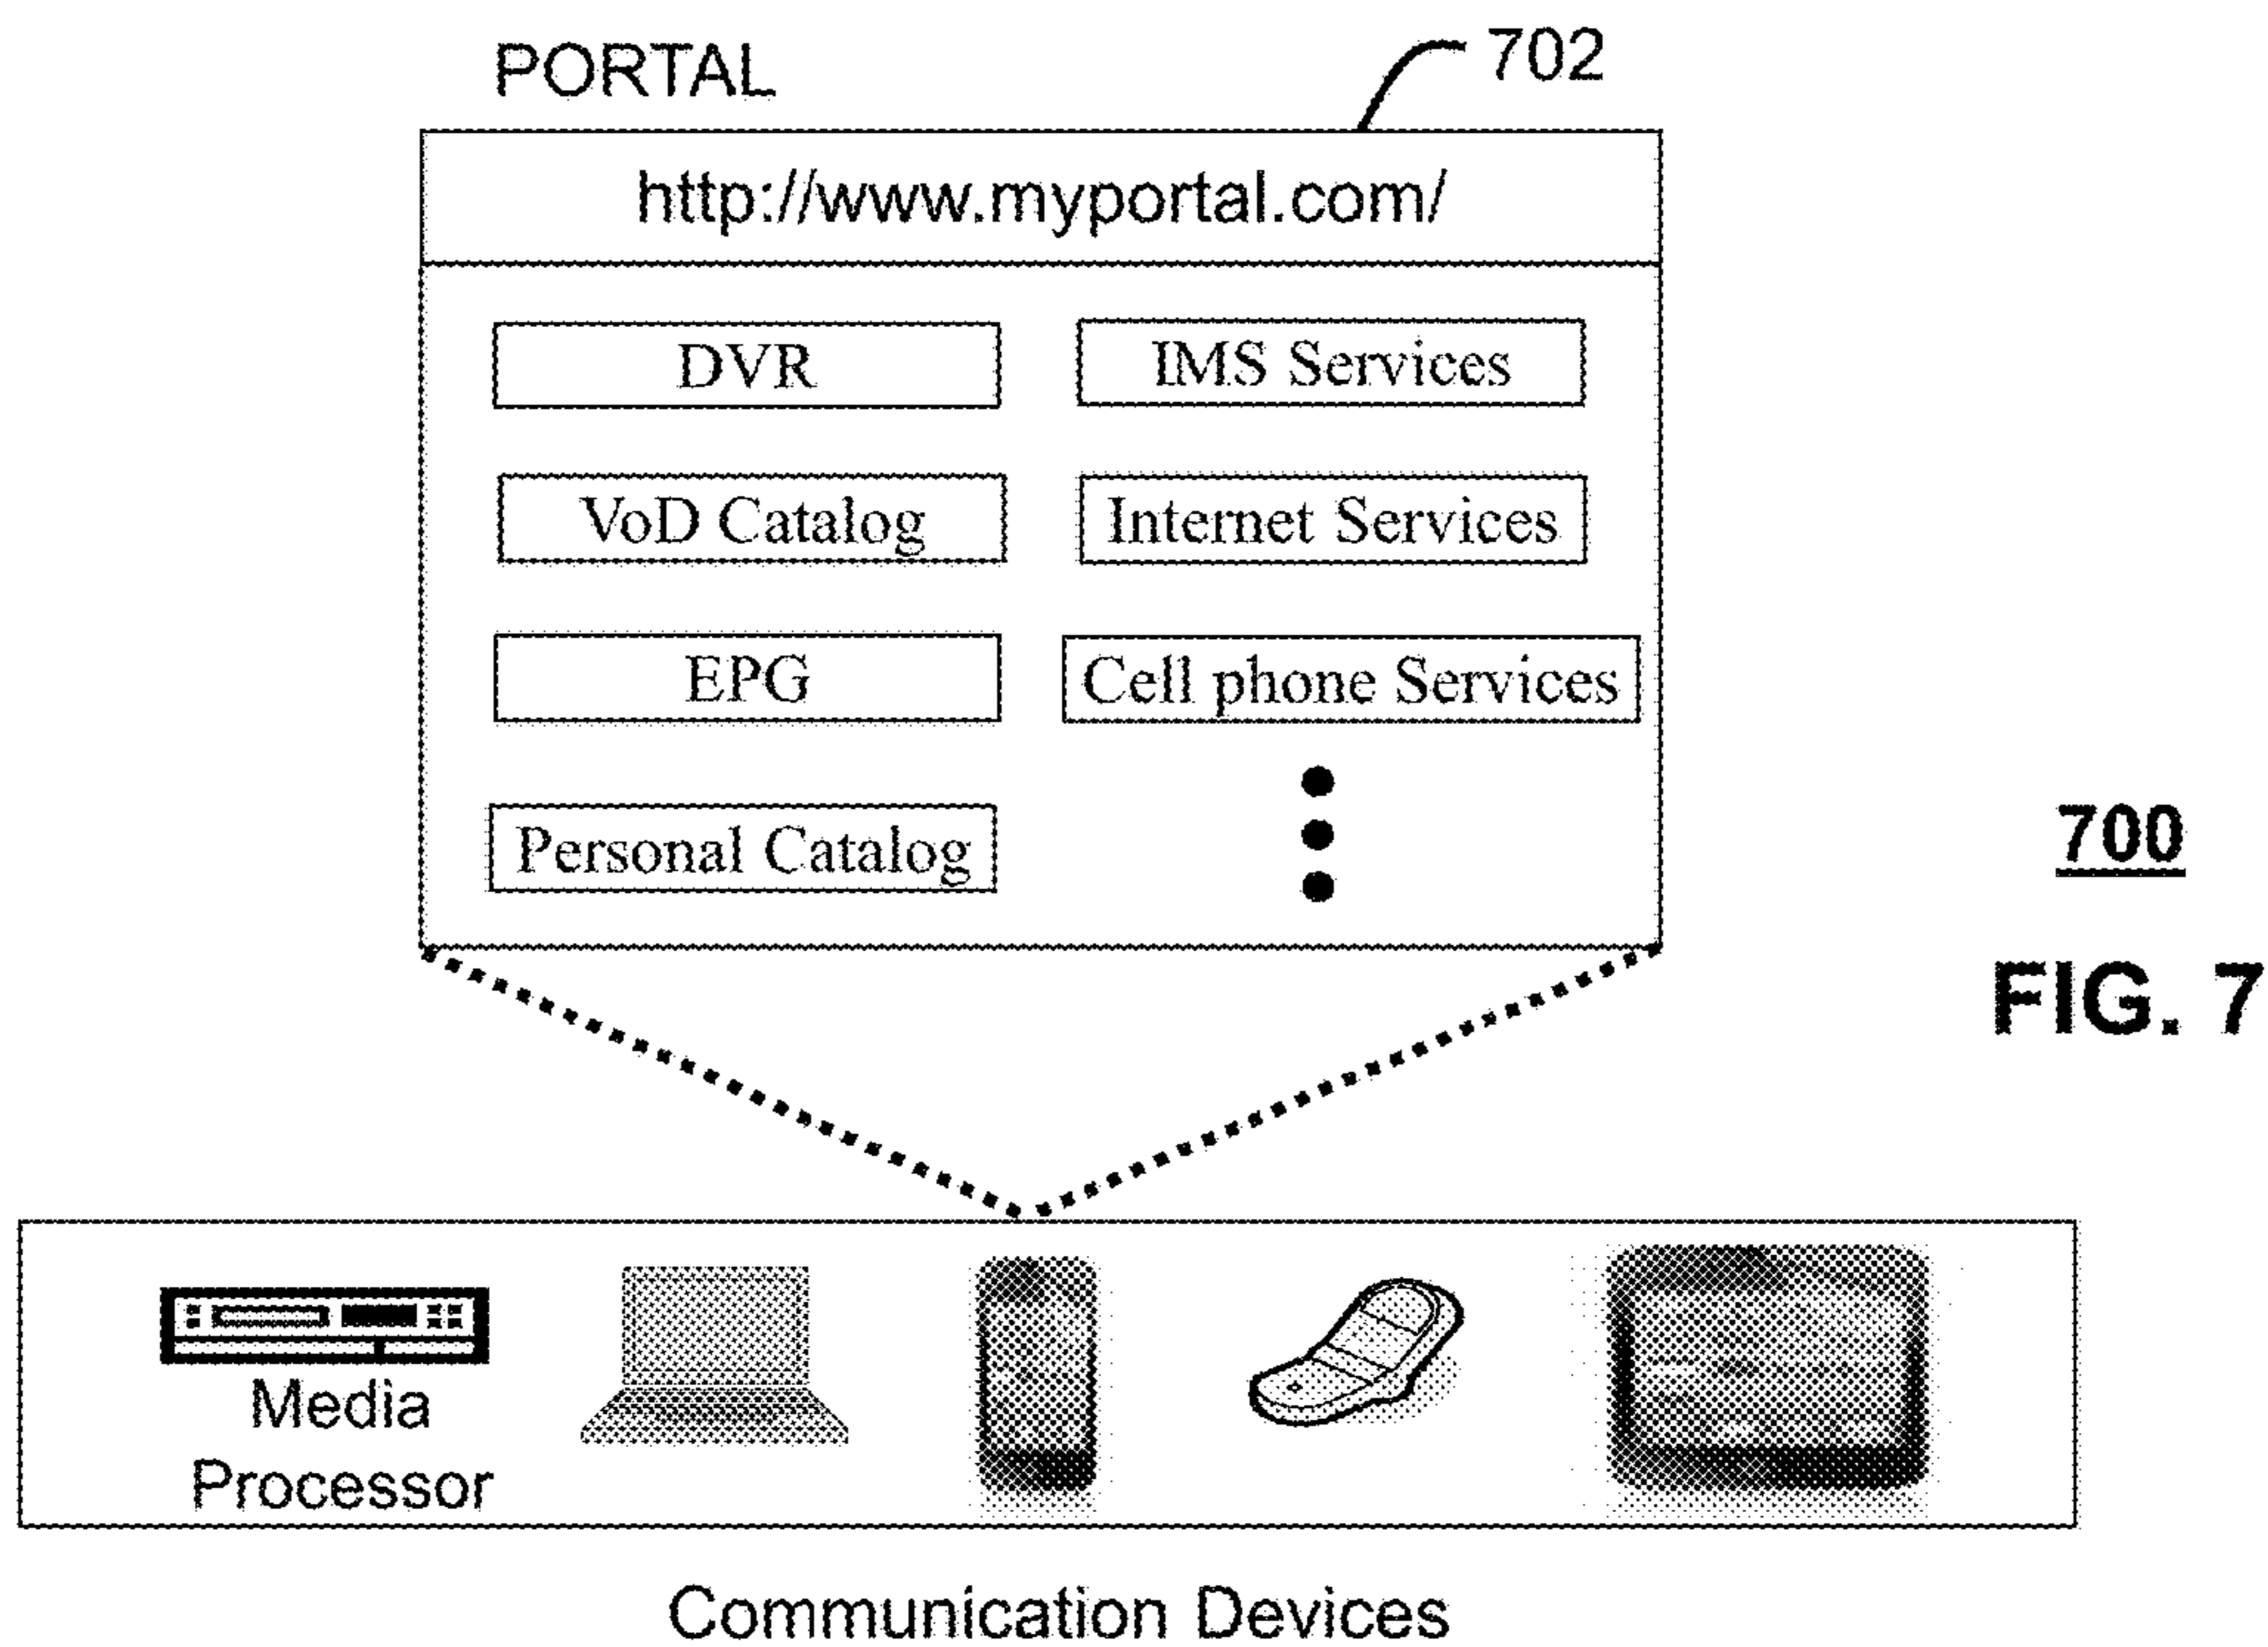 PORTAL
702
http://www.myportal.com/
DVR
IMS Services
VoD Catalog
Internet Services
EPG
Cell phone Services
Personal Catalog
700
FIG. 7
Media
Processor
Communication Devices